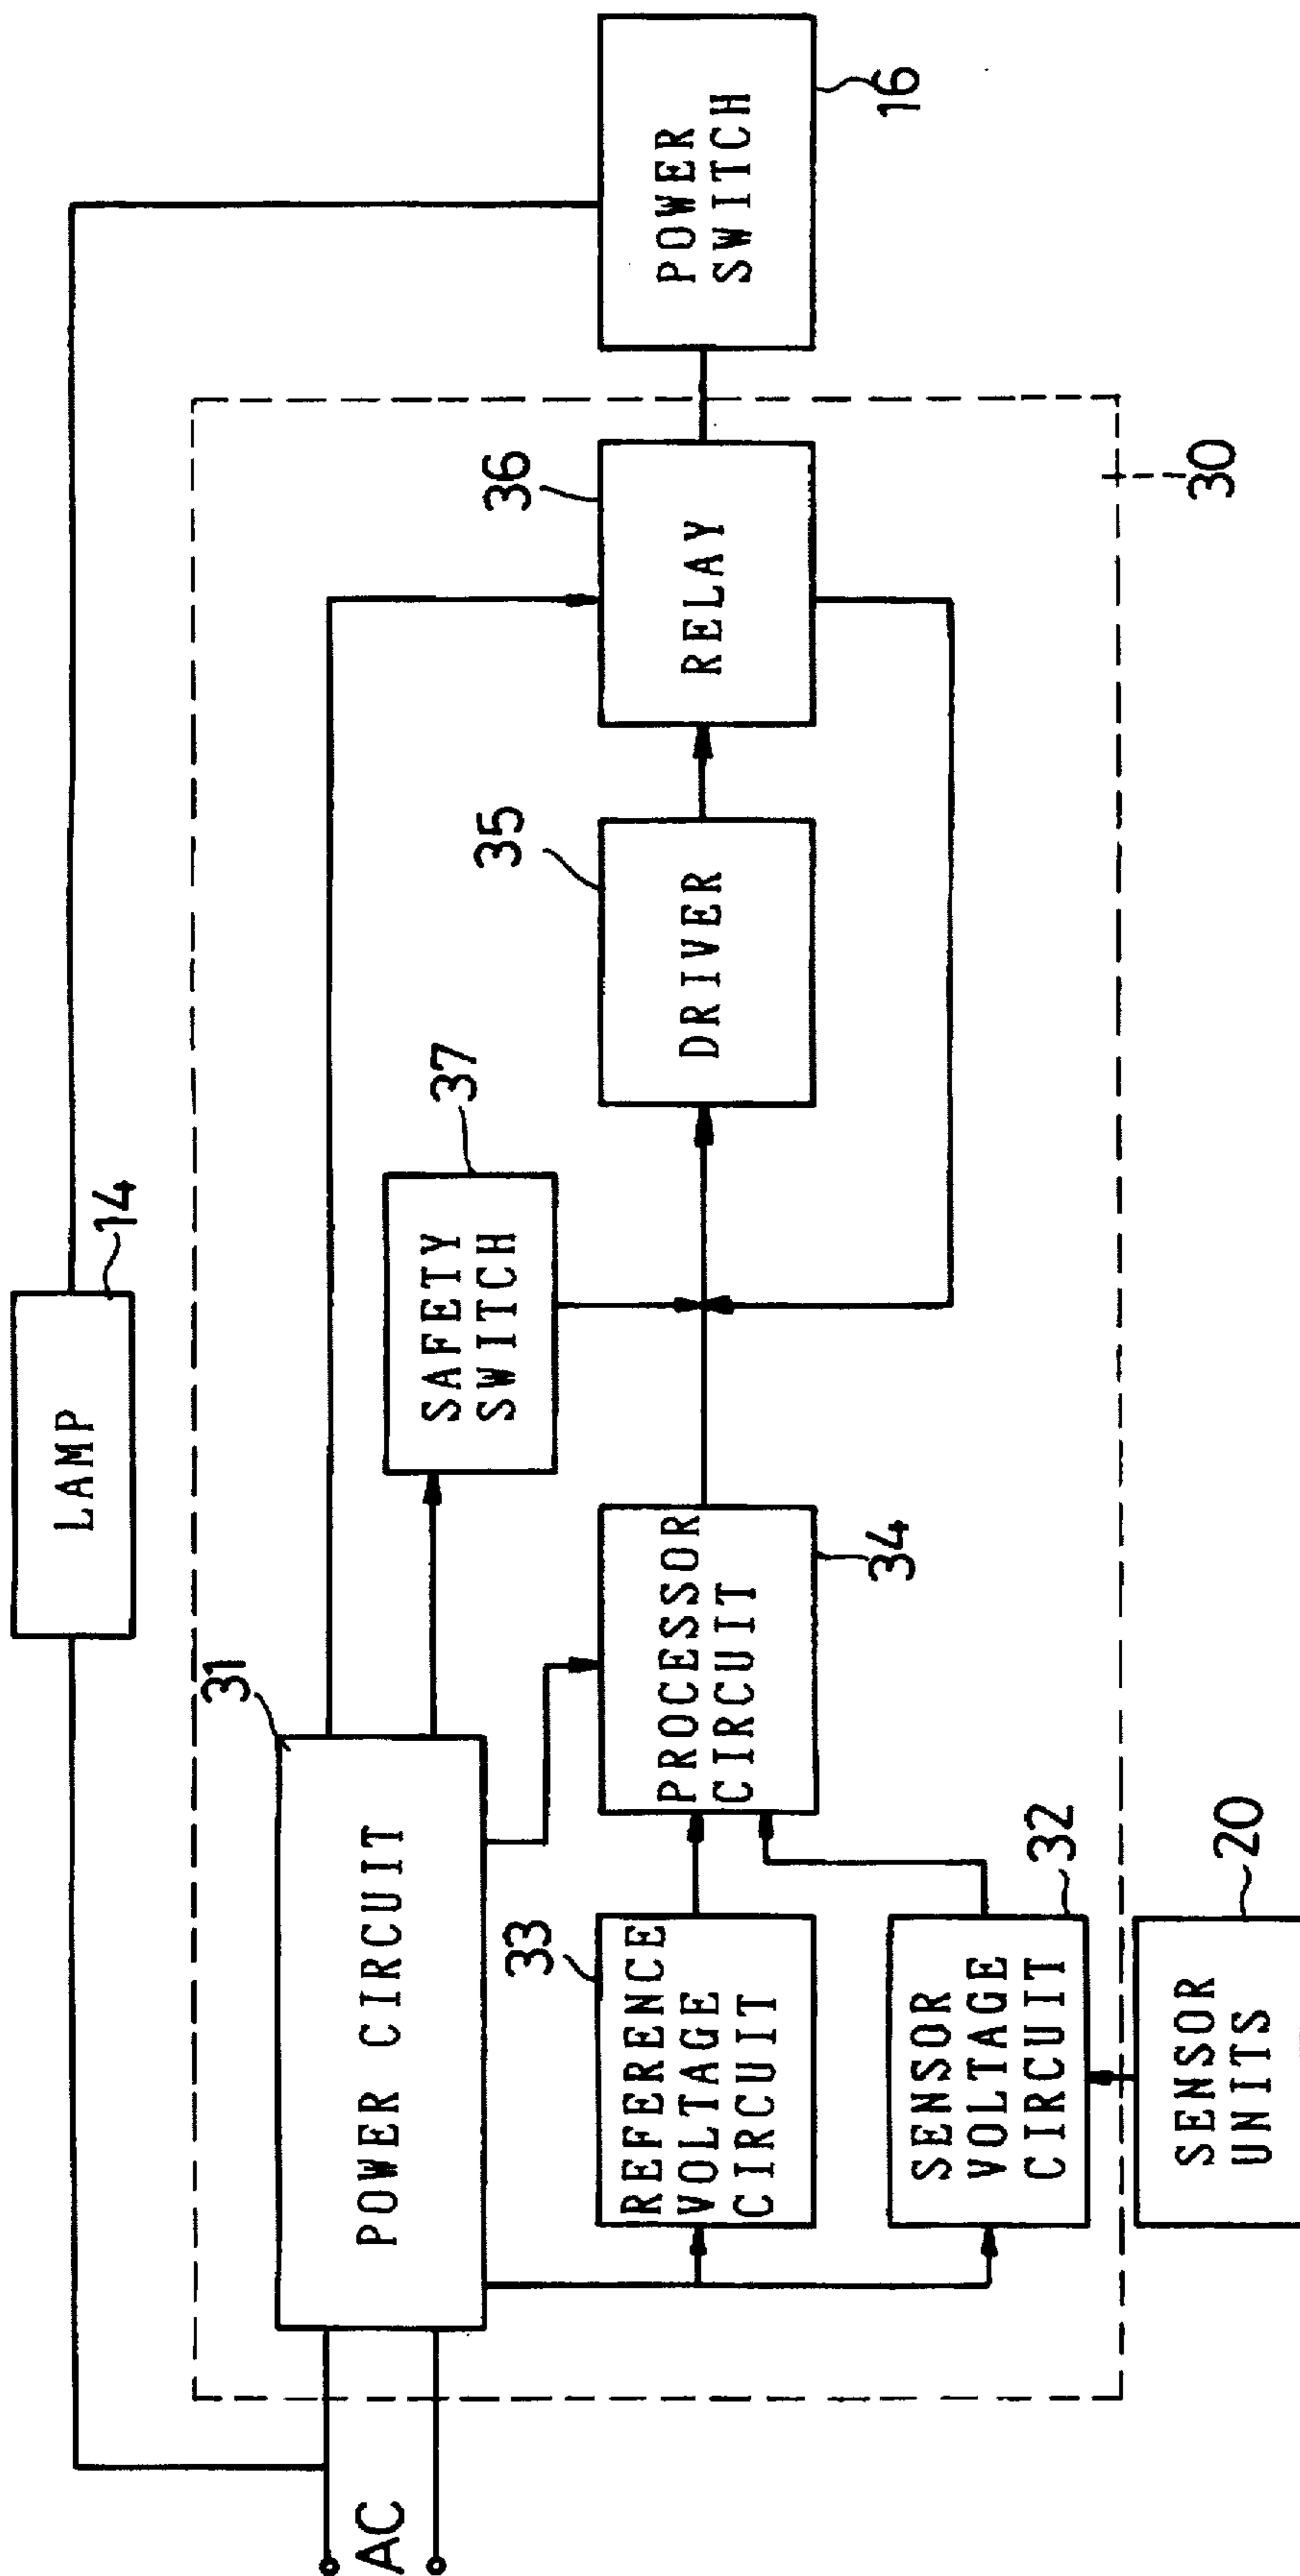 LAMP
14
AC
POWER CIRCUIT
31
SAFETY
SWITCH
37
REFERENCE
VOLTAGE
CIRCUIT
33
PROCESSOR
CIRCUIT
34
DRIVER
35
RELAY
36
POWER
SWITCH
16
SENSOR
VOLTAGE
CIRCUIT
32
30
SENSOR
UNITS
20